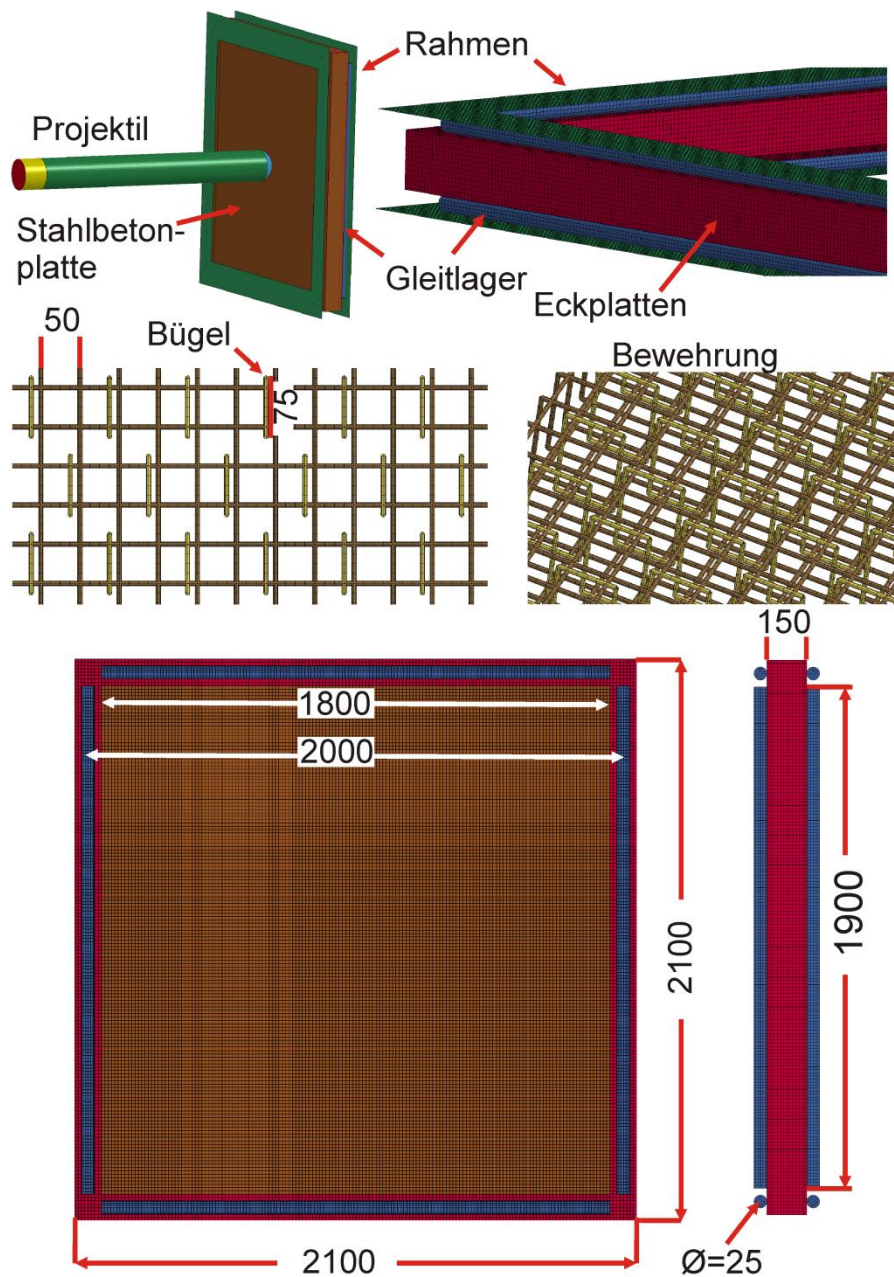 Rahmen
Projektil
Stahlbeton-
platte
Gleitlager
Eckplatten
50
Bügel
75
Bewehrung
150
1800
2000
2100
1900
2100
Ø=25